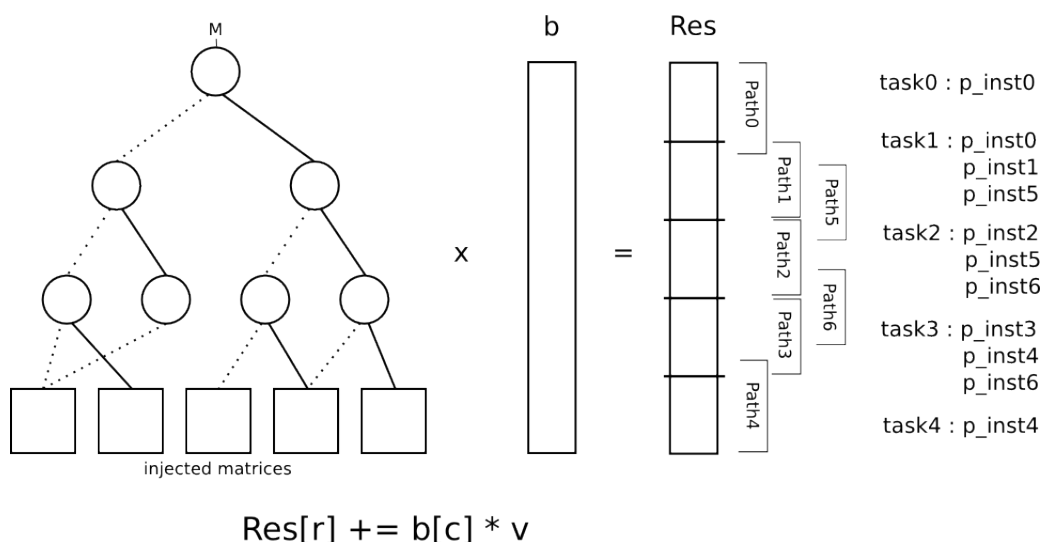 M
b
Res
Path0
Path1
Path5
Path2
Path6
Path3
Path4
x
=
task0 : p_inst0
task1 : p_inst0
p_inst1
p_inst5
task2 : p_inst2
p_inst5
p_inst6
task3 : p_inst3
p_inst4
p_inst6
task4 : p_inst4
injected matrices
Res[r] += b[c] * v